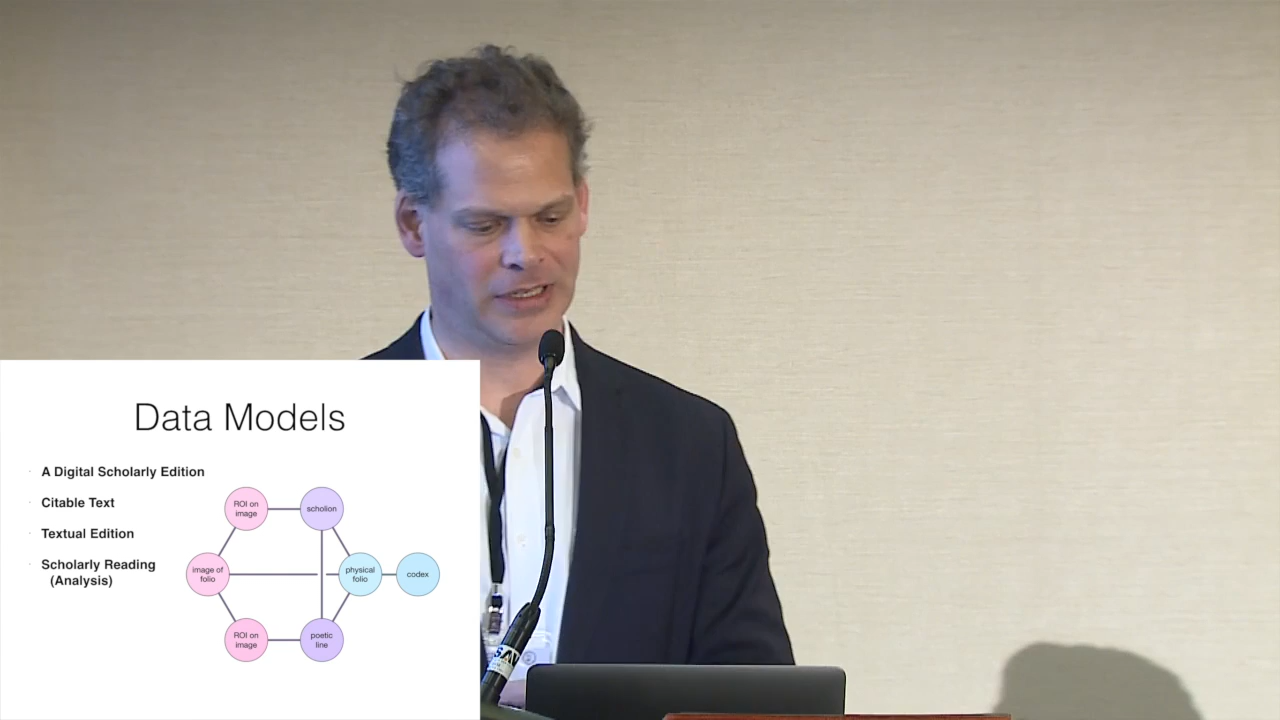 Data Models
A Digital Scholarly Edition
Citable Text
Textual Edition
Scholarly Reading
(Analysis)
ROI on
image
scholion
image of
folio
physical
folio
codex
ROI on
image
poetic
line